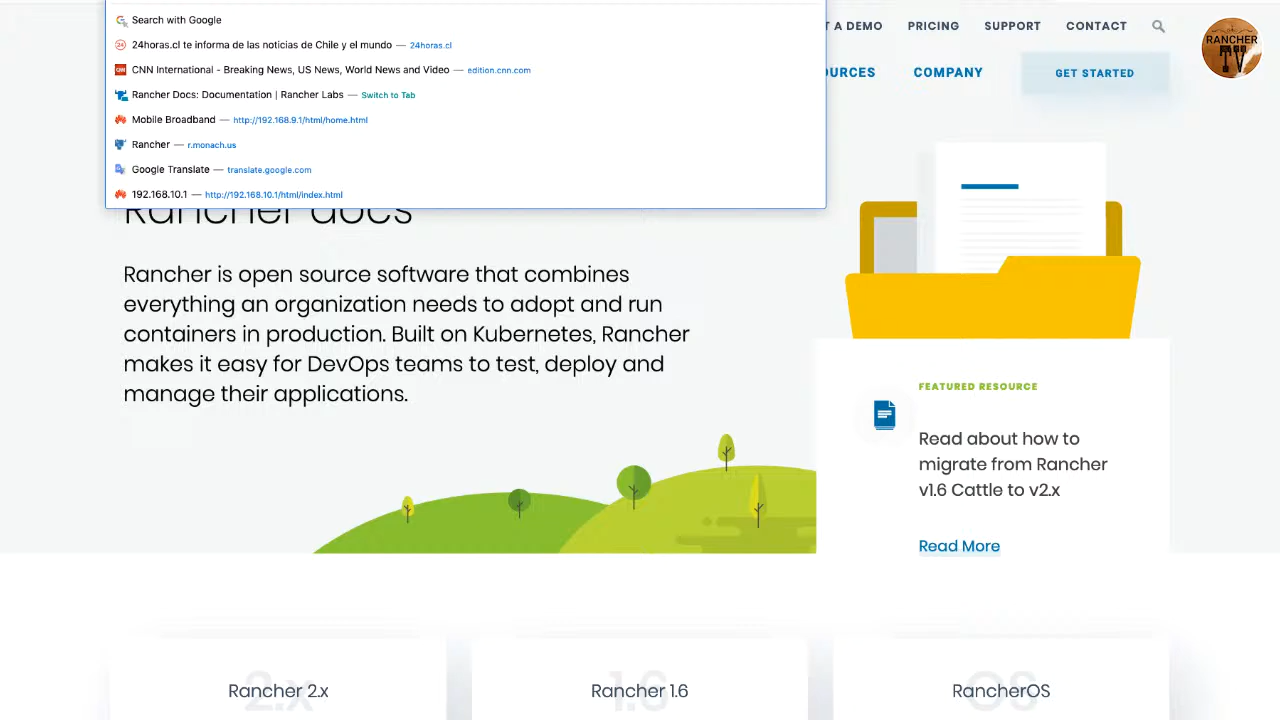 Search with Google
24horas.cl te informa de las noticias de Chile y el mundo — 24horas.cl
CNN International - Breaking News, US News, World News and Video — edition.cnn.com
Rancher Docs: Documentation | Rancher Labs — Switch to Tab
Mobile Broadband — http://192.168.9.1/html/home.html
Rancher — r.monach.us
Google Translate — translate.google.com
192.168.10.1 — http://192.168.10.1/html/index.html
T A DEMO PRICING SUPPORT CONTACT
OURCES COMPANY GET STARTED
RANCHER
TV
Rancher docs
Rancher is open source software that combines
everything an organization needs to adopt and run
containers in production. Built on Kubernetes, Rancher
makes it easy for DevOps teams to test, deploy and
manage their applications.
FEATURED RESOURCE
Read about how to
migrate from Rancher
v1.6 Cattle to v2.x
Read More
2.x
Rancher 2.x
1.6
Rancher 1.6
OS
RancherOS